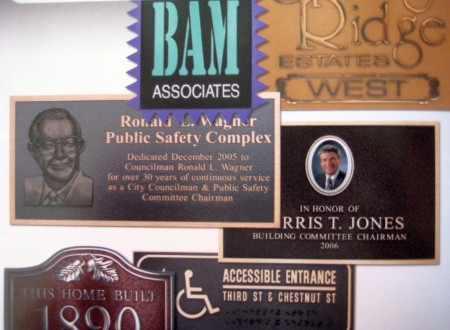 BAM
ASSOCIATES
Ridge
ESTATES
WEST
Ronald L. Wagner
Public Safety Complex
Dedicated December 2005 to
Councilman Ronald L. Wagner
for over 30 years of continuous service
as a City Councilman & Public Safety
Committee Chairman
IN HONOR OF
RRIS T. JONES
BUILDING COMMITTEE CHAIRMAN
2006
THIS HOME BUILT
1890
ACCESSIBLE ENTRANCE
THIRD ST & CHESTNUT ST